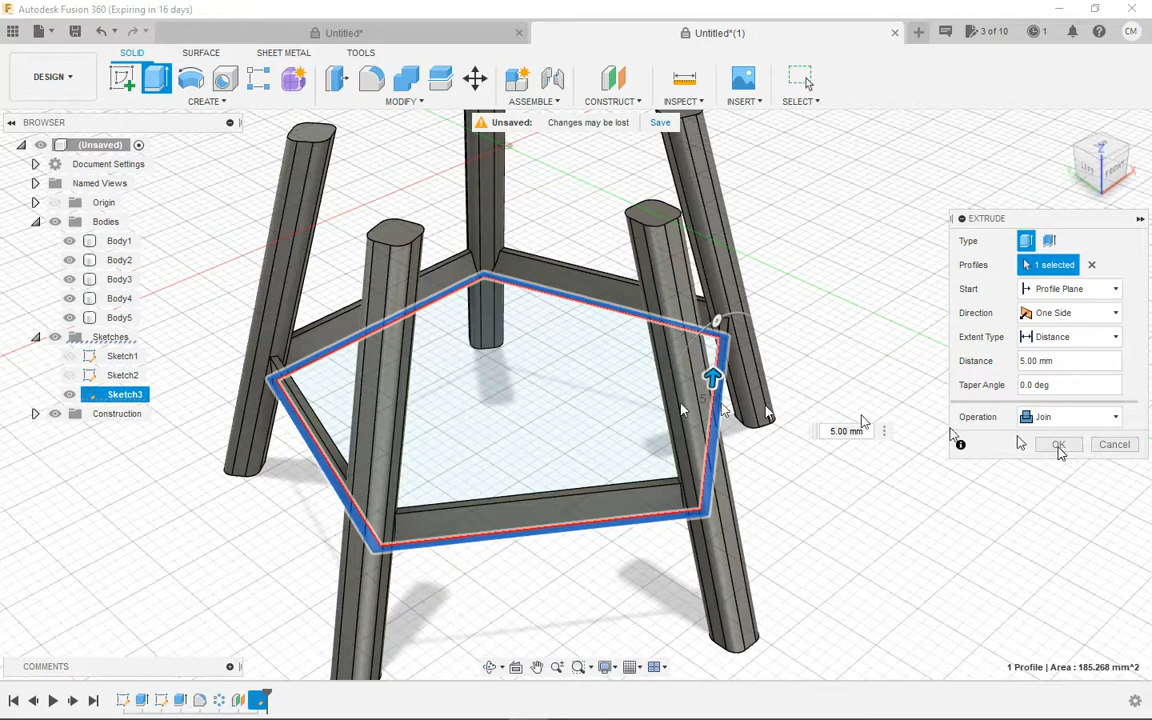 Autodesk Fusion 360 (Expiring in 16 days)
Untitled*
Untitled*(1)
3 of 10
1
CM
DESIGN
SOLID
SURFACE
SHEET METAL
TOOLS
CREATE
MODIFY
ASSEMBLE
CONSTRUCT
INSPECT
INSERT
SELECT
BROWSER
Unsaved:
Changes may be lost
Save
(Unsaved)
Document Settings
Named Views
Origin
Bodies
Body1
Body2
Body3
Body4
Body5
Sketches
Sketch1
Sketch2
Sketch3
Construction
Z
LEFT
FRONT
X
EXTRUDE
Type
Profiles
1 selected
Start
Profile Plane
Direction
One Side
Extent Type
Distance
Distance
5.00 mm
Taper Angle
0.0 deg
Operation
Join
OK
Cancel
5
5.00 mm
COMMENTS
1 Profile | Area : 185.268 mm^2